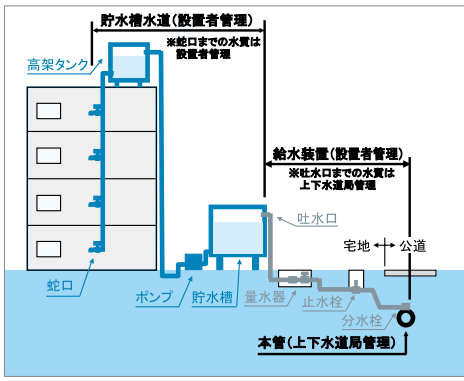 貯水槽水道(設置者管理)
※蛇口までの水質は
設置者管理
高架タンク
給水装置(設置者管理)
※吐水口までの水質は
上下水道局管理
吐水口
宅地
公道
蛇口
ポンプ
貯水槽
量水器
止水栓
分水栓
本管(上下水道局管理)